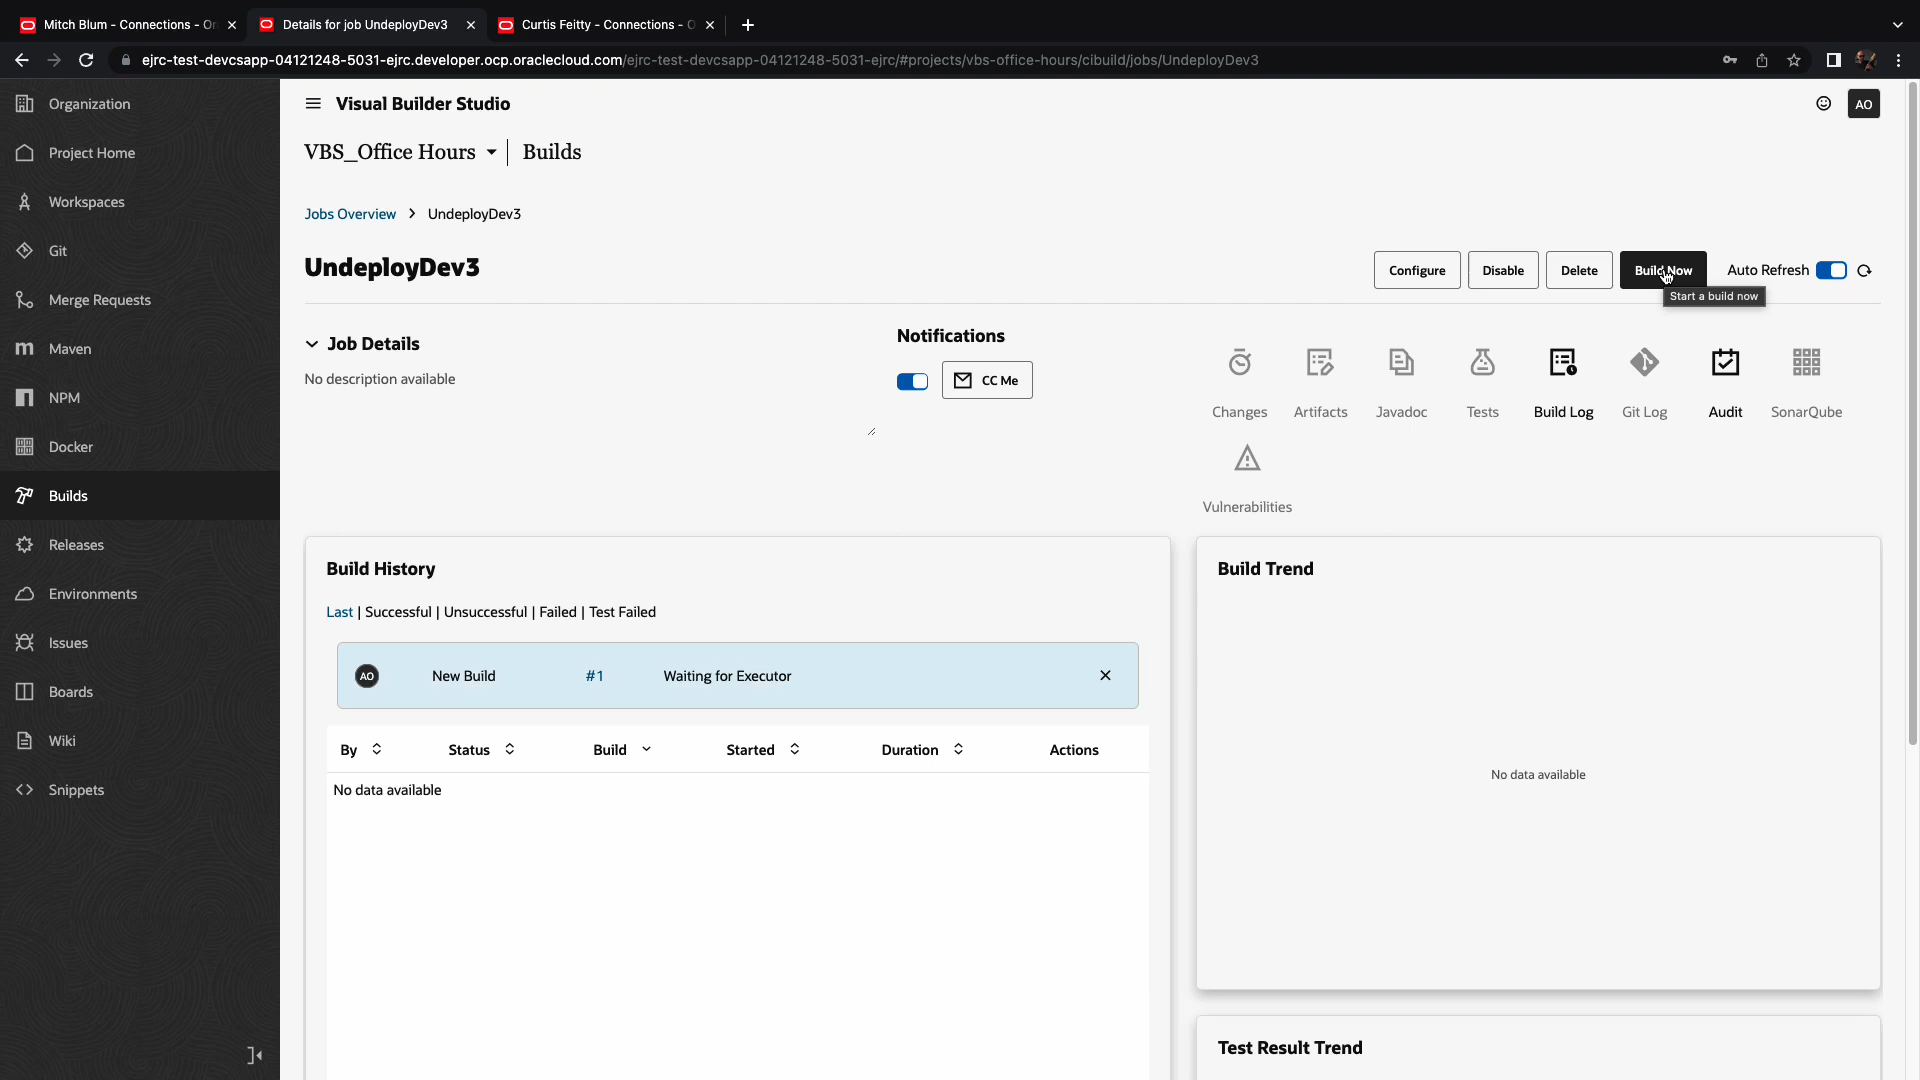 Mitch Blum - Connections - Or
Details for job UndeployDev3
Curtis Feitty - Connections - O
ejrc-test-devcsapp-04121248-5031-ejrc.developer.ocp.oraclecloud.com/ejrc-test-devcsapp-04121248-5031-ejrc/#projects/vbs-office-hours/cibuild/jobs/UndeployDev3
Organization
Project Home
Workspaces
Git
Merge Requests
Maven
NPM
Docker
Builds
Releases
Environments
Issues
Boards
Wiki
Snippets
Visual Builder Studio
AO
VBS_Office Hours | Builds
Jobs Overview > UndeployDev3
UndeployDev3
Configure
Disable
Delete
Build Now
Auto Refresh
Start a build now
Job Details
No description available
Notifications
CC Me
Changes
Artifacts
Javadoc
Tests
Build Log
Git Log
Audit
SonarQube
Vulnerabilities
Build History
Last | Successful | Unsuccessful | Failed | Test Failed
AO New Build #1 Waiting for Executor
By Status Build Started Duration Actions
No data available
Build Trend
No data available
Test Result Trend